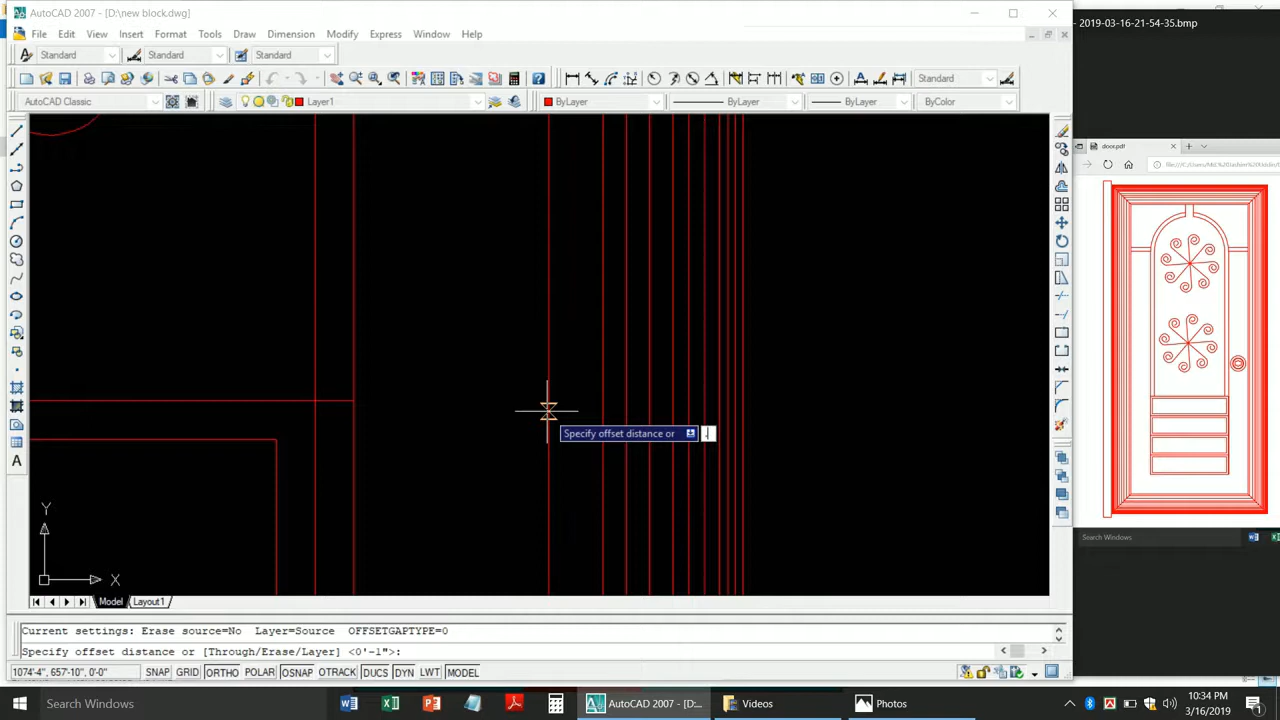 AutoCAD 2007 - [D:\new block.dwg]
- 2019-03-16-21-54-35.bmp
File Edit View Insert Format Tools Draw Dimension Modify Express Window Help
Standard Standard Standard
Standard
AutoCAD Classic Layer1 ByLayer ByLayer ByLayer ByColor
door.pdf
Specify offset distance or .
Y
X
Model Layout1
Search Windows
Current settings: Erase source=No Layer=Source OFFSETGAPTYPE=0
Specify offset distance or [Through/Erase/Layer] <0'-1">:
1074'-4", 657'-10", 0'-0" SNAP GRID ORTHO POLAR OSNAP OTRACK DUCS DYN LWT MODEL
Search Windows AutoCAD 2007 - [D:... Videos Photos
10:34 PM
3/16/2019